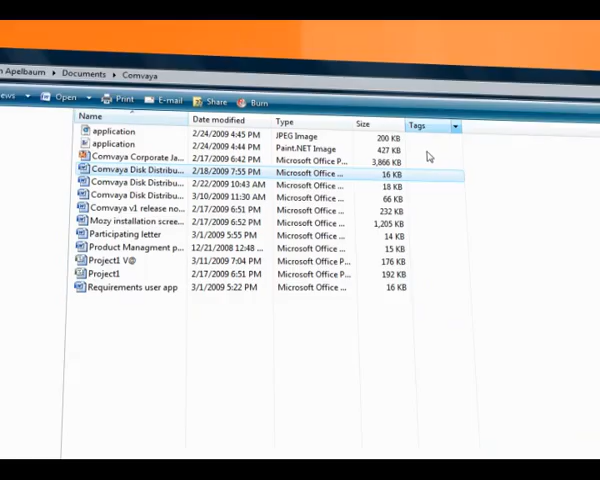 n Apelbaum ▸ Documents ▸ Comvaya
ews Open Print E-mail Share Burn
Name Date modified Type Size Tags
application 2/24/2009 4:45 PM JPEG Image 200 KB
application 2/24/2009 4:44 PM Paint.NET Image 427 KB
Comvaya Corporate Ja... 2/17/2009 6:42 PM Microsoft Office P... 3,866 KB
Comvaya Disk Distribu... 2/18/2009 7:55 PM Microsoft Office ... 16 KB
Comvaya Disk Distribu... 2/22/2009 10:43 AM Microsoft Office ... 18 KB
Comvaya Disk Distribu... 3/10/2009 11:30 AM Microsoft Office ... 66 KB
Comvaya v1 release no... 2/17/2009 6:51 PM Microsoft Office ... 232 KB
Mozy installation scree... 2/17/2009 6:52 PM Microsoft Office ... 1,205 KB
Participating letter 3/1/2009 5:55 PM Microsoft Office ... 14 KB
Product Managment p... 12/21/2008 12:48 ... Microsoft Office ... 15 KB
Project1 V@ 3/11/2009 7:04 PM Microsoft Office P... 176 KB
Project1 2/17/2009 6:51 PM Microsoft Office P... 192 KB
Requirements user app 3/1/2009 5:22 PM Microsoft Office ... 16 KB